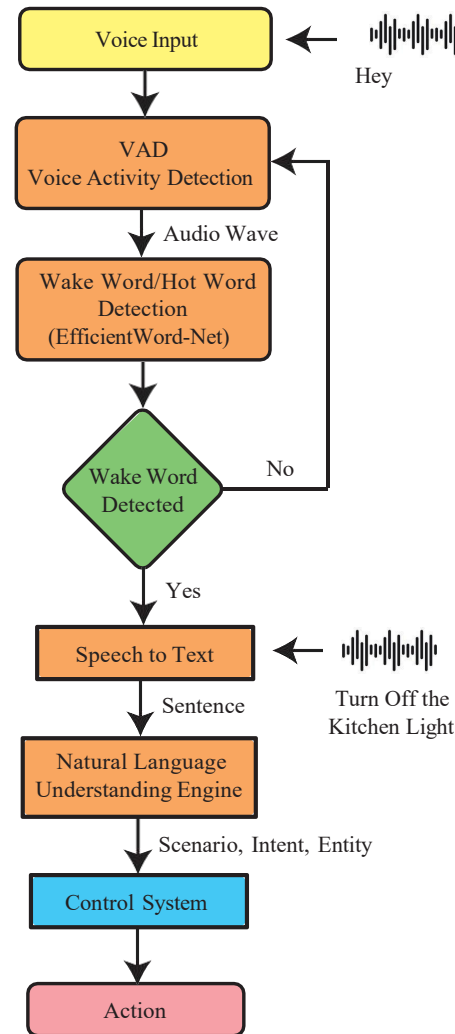 Voice Input
Hey
VAD
Voice Activity Detection
Audio Wave
Wake Word/Hot Word
Detection
(EfficientWord-Net)
Wake Word
Detected
No
Yes
Speech to Text
Turn Off the
Kitchen Light
Sentence
Natural Language
Understanding Engine
Scenario, Intent, Entity
Control System
Action